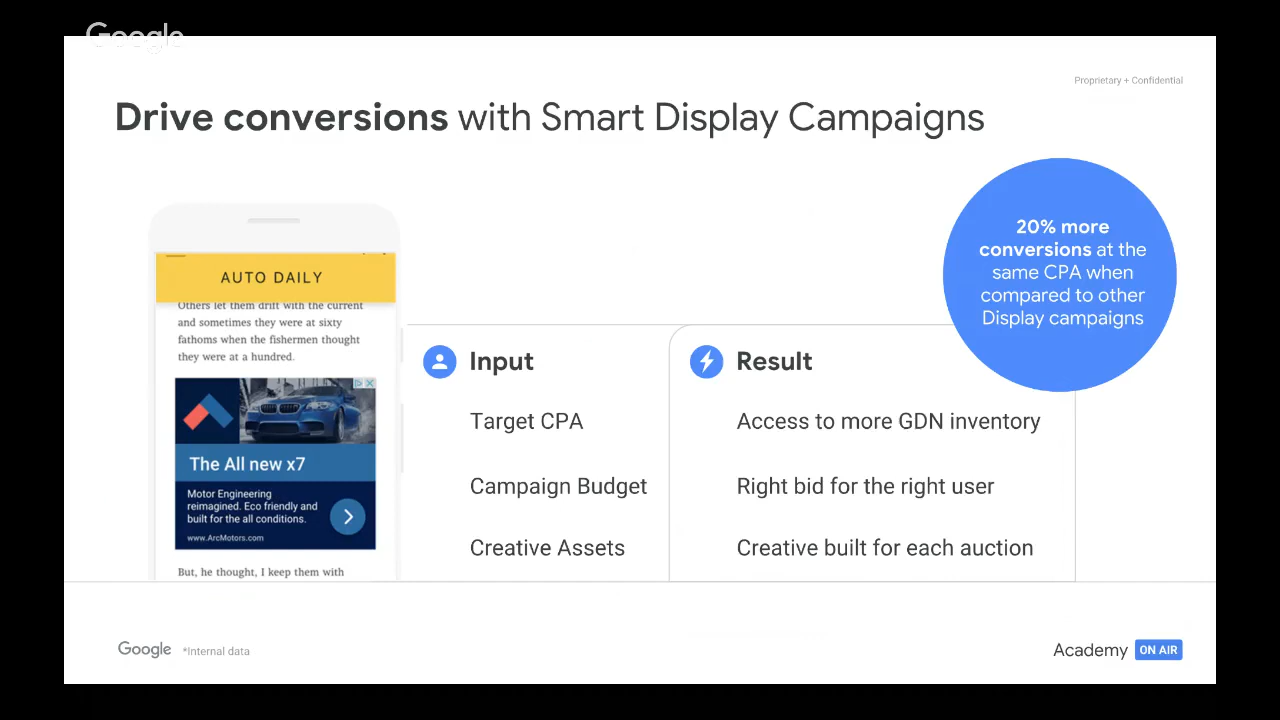 Google
Proprietary + Confidential
Drive conversions with Smart Display Campaigns
20% more
conversions at the
same CPA when
compared to other
Display campaigns
AUTO DAILY
Others let them drift with the current
and sometimes they were at sixty
fathoms when the fishermen thought
they were at a hundred.
The All new x7
Motor Engineering
reimagined. Eco friendly and
built for the all conditions.
www.ArcMotors.com
But, he thought, I keep them with
Input
Target CPA
Campaign Budget
Creative Assets
Result
Access to more GDN inventory
Right bid for the right user
Creative built for each auction
Google *Internal data
Academy ON AIR